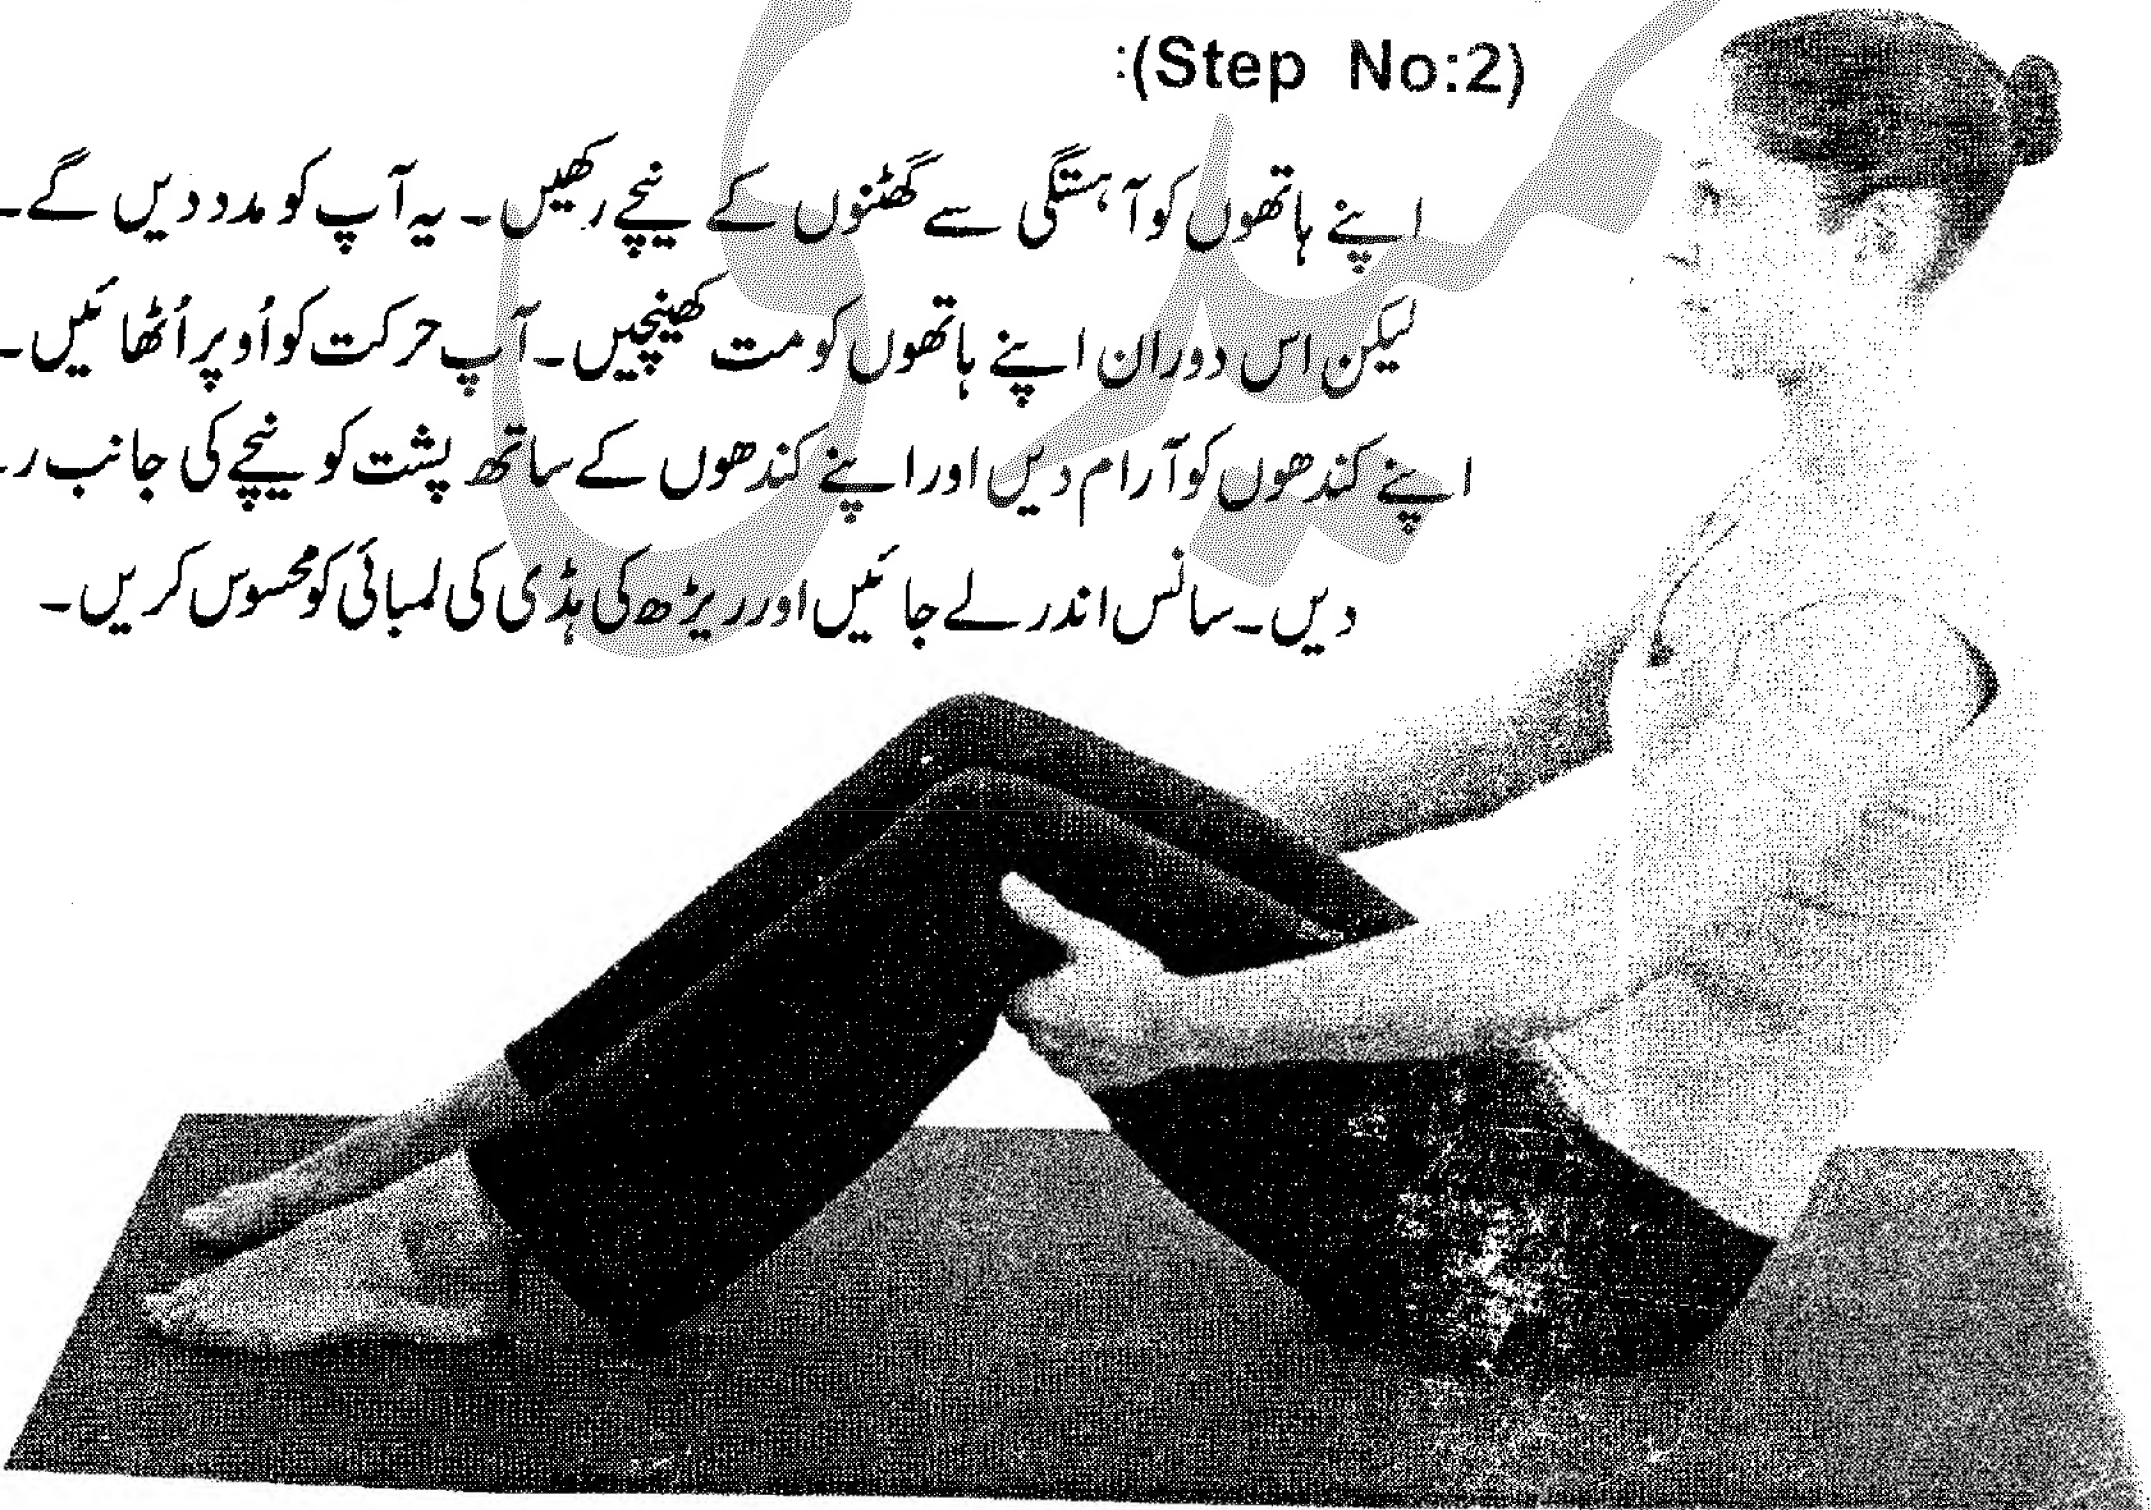 (Step No:2):
اپنے ہاتھوں کو آہستگی سے گھٹنوں کے نیچے رکھیں۔ یہ آپ کو مدد دیں گے۔
لیکن اس دوران اپنے ہاتھوں کو مت کھینچیں۔ آپ حرکت کو اُوپر اُٹھائیں۔
اپنے کندھوں کو آرام دیں اور اپنے کندھوں کے ساتھ پشت کو نیچے کی جانب
دیں۔ سانس اندر لے جائیں اور ریڑھ کی ہڈی کی لمبائی کو محسوس کریں۔